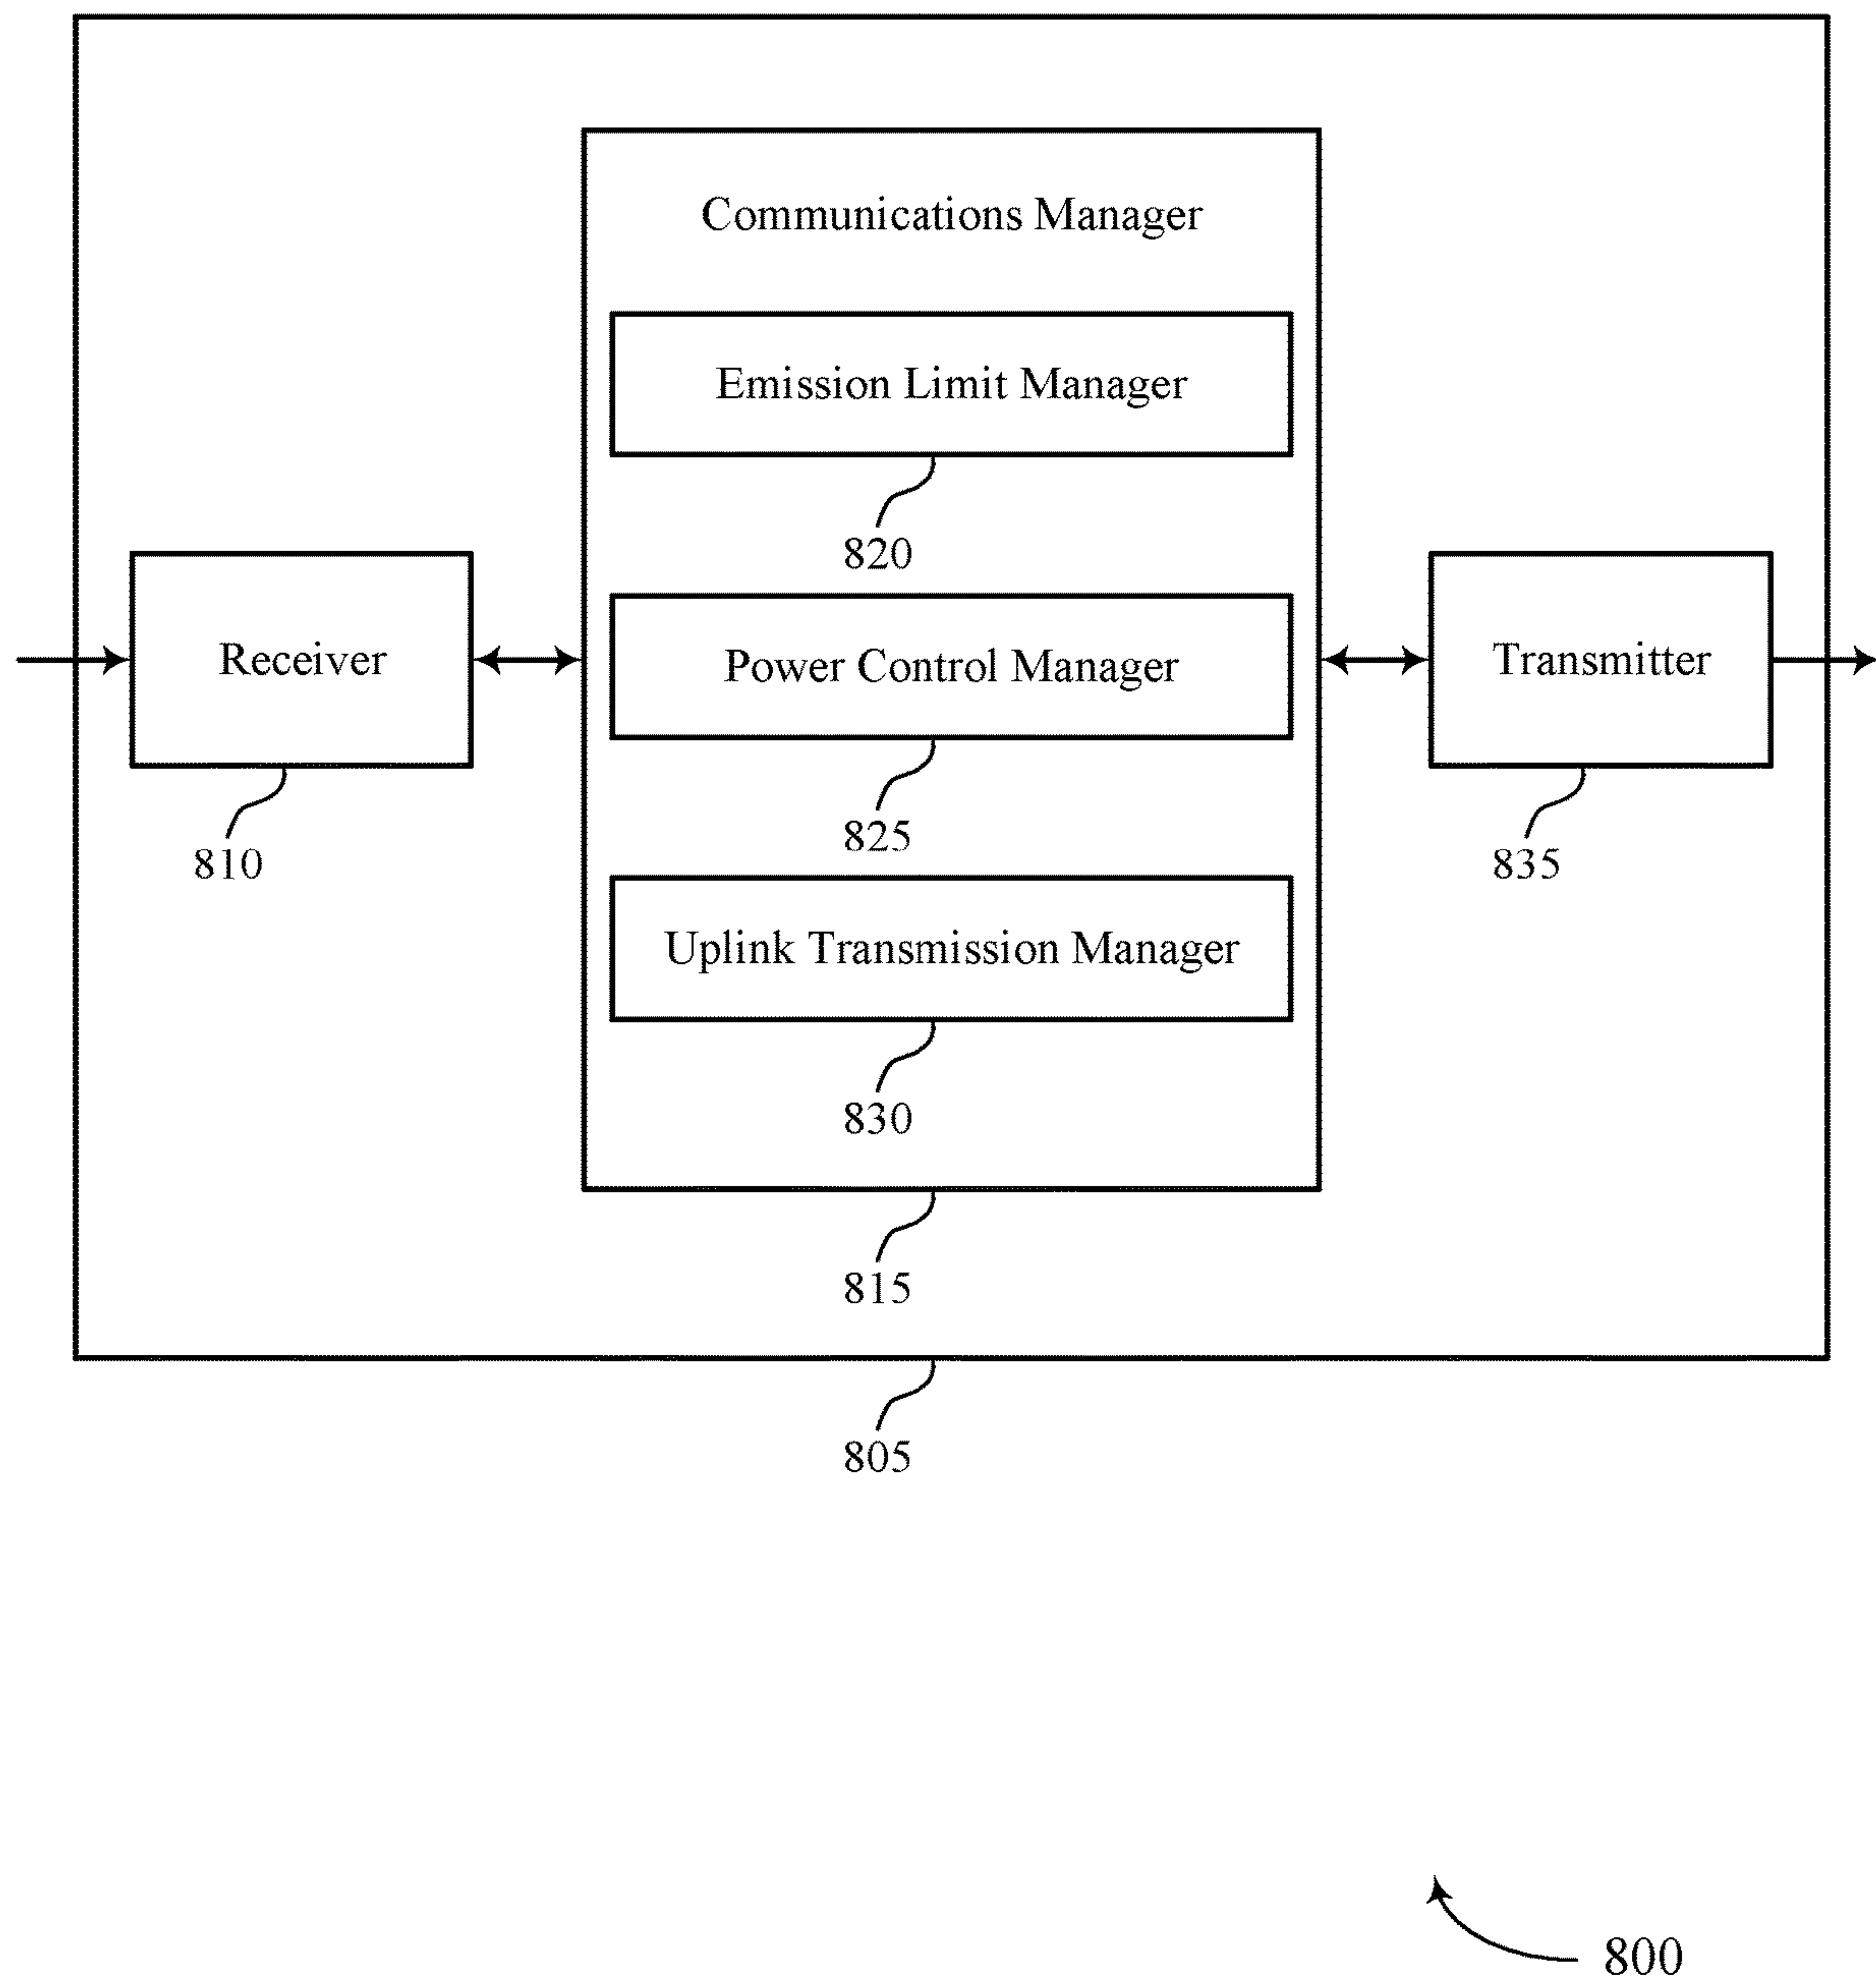 Communications Manager
Emission Limit Manager
820
Receiver
810
Power Control Manager
825
Transmitter
835
Uplink Transmission Manager
830
815
805
800